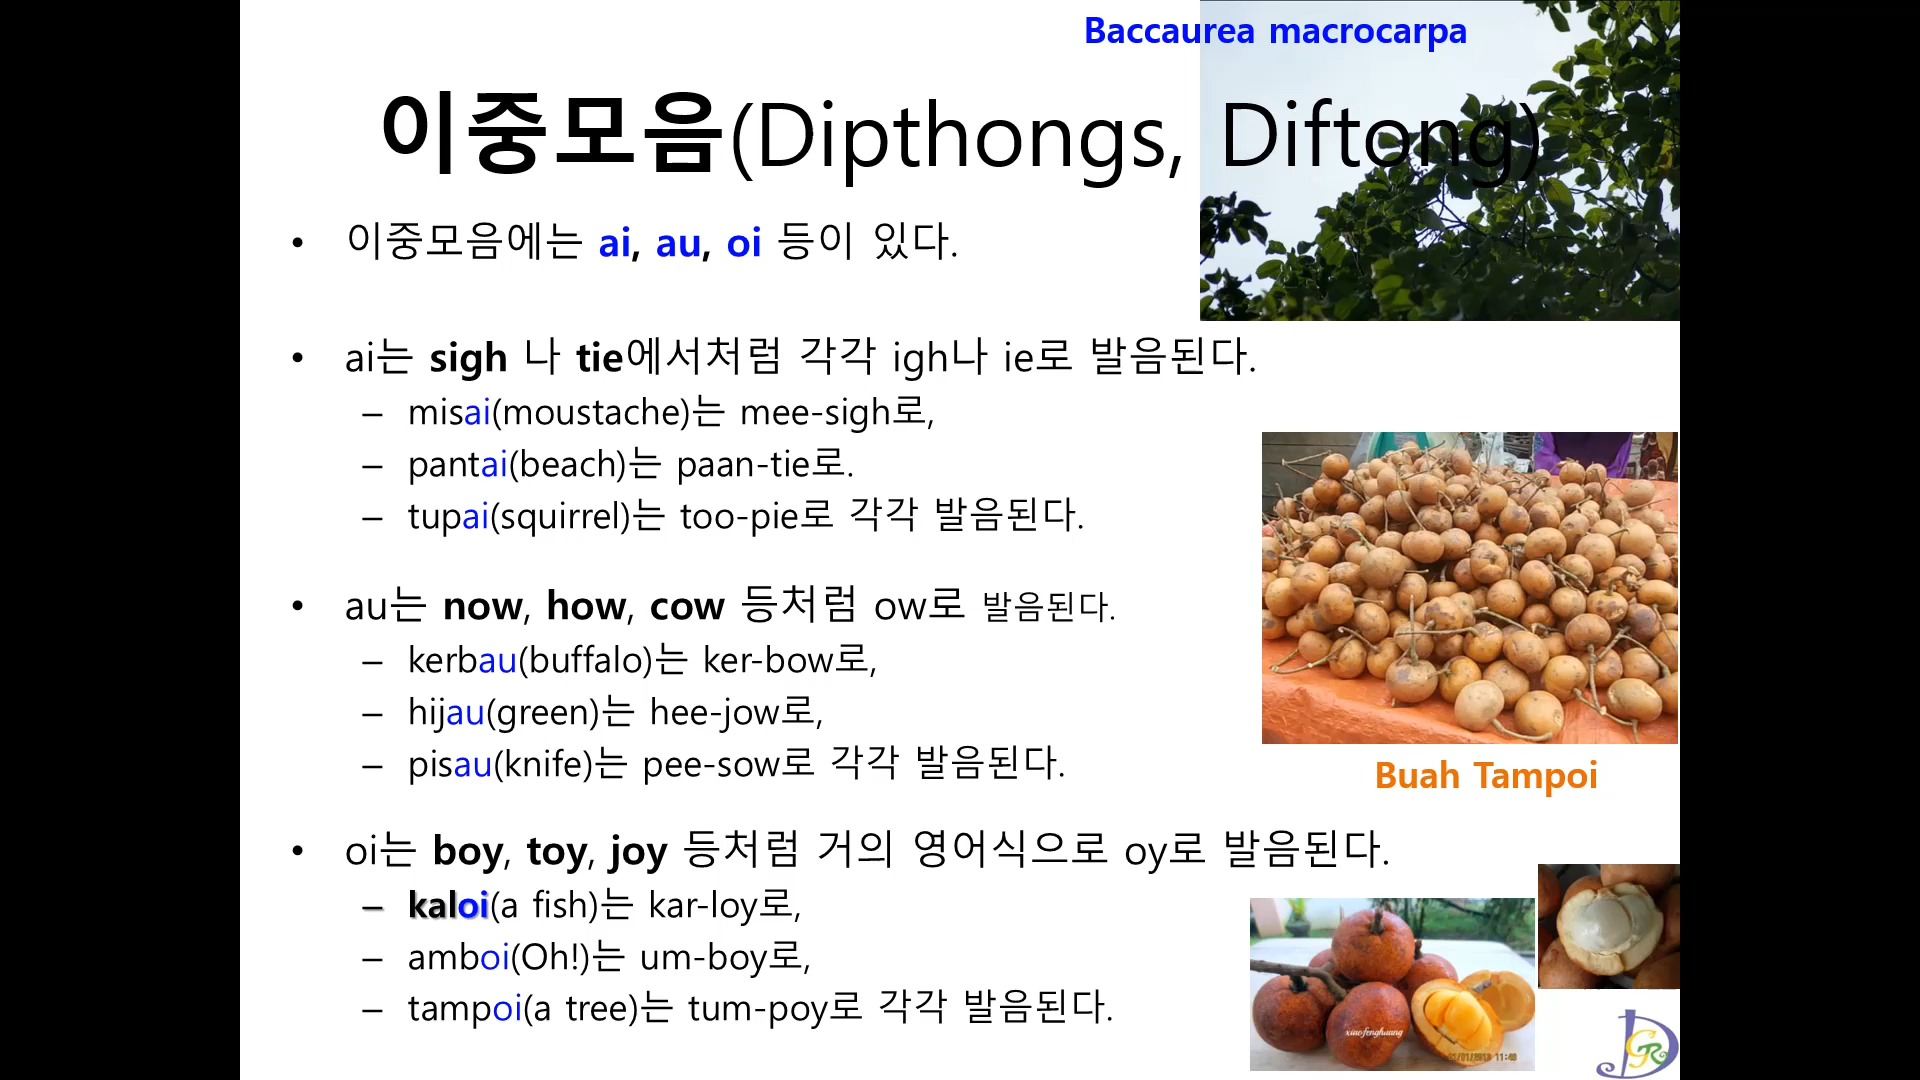 Baccaurea macrocarpa
이중모음(Dipthongs, Diftong)
• 이중모음에는 ai, au, oi 등이 있다.
• ai는 sigh 나 tie에서처럼 각각 igh나 ie로 발음된다.
– misai(moustache)는 mee-sigh로,
– pantai(beach)는 paan-tie로.
– tupai(squirrel)는 too-pie로 각각 발음된다.
• au는 now, how, cow 등처럼 ow로 발음된다.
– kerbau(buffalo)는 ker-bow로,
– hijau(green)는 hee-jow로,
– pisau(knife)는 pee-sow로 각각 발음된다.
Buah Tampoi
• oi는 boy, toy, joy 등처럼 거의 영어식으로 oy로 발음된다.
– kaloi(a fish)는 kar-loy로,
– amboi(Oh!)는 um-boy로,
– tampoi(a tree)는 tum-poy로 각각 발음된다.
xiaofenghuang